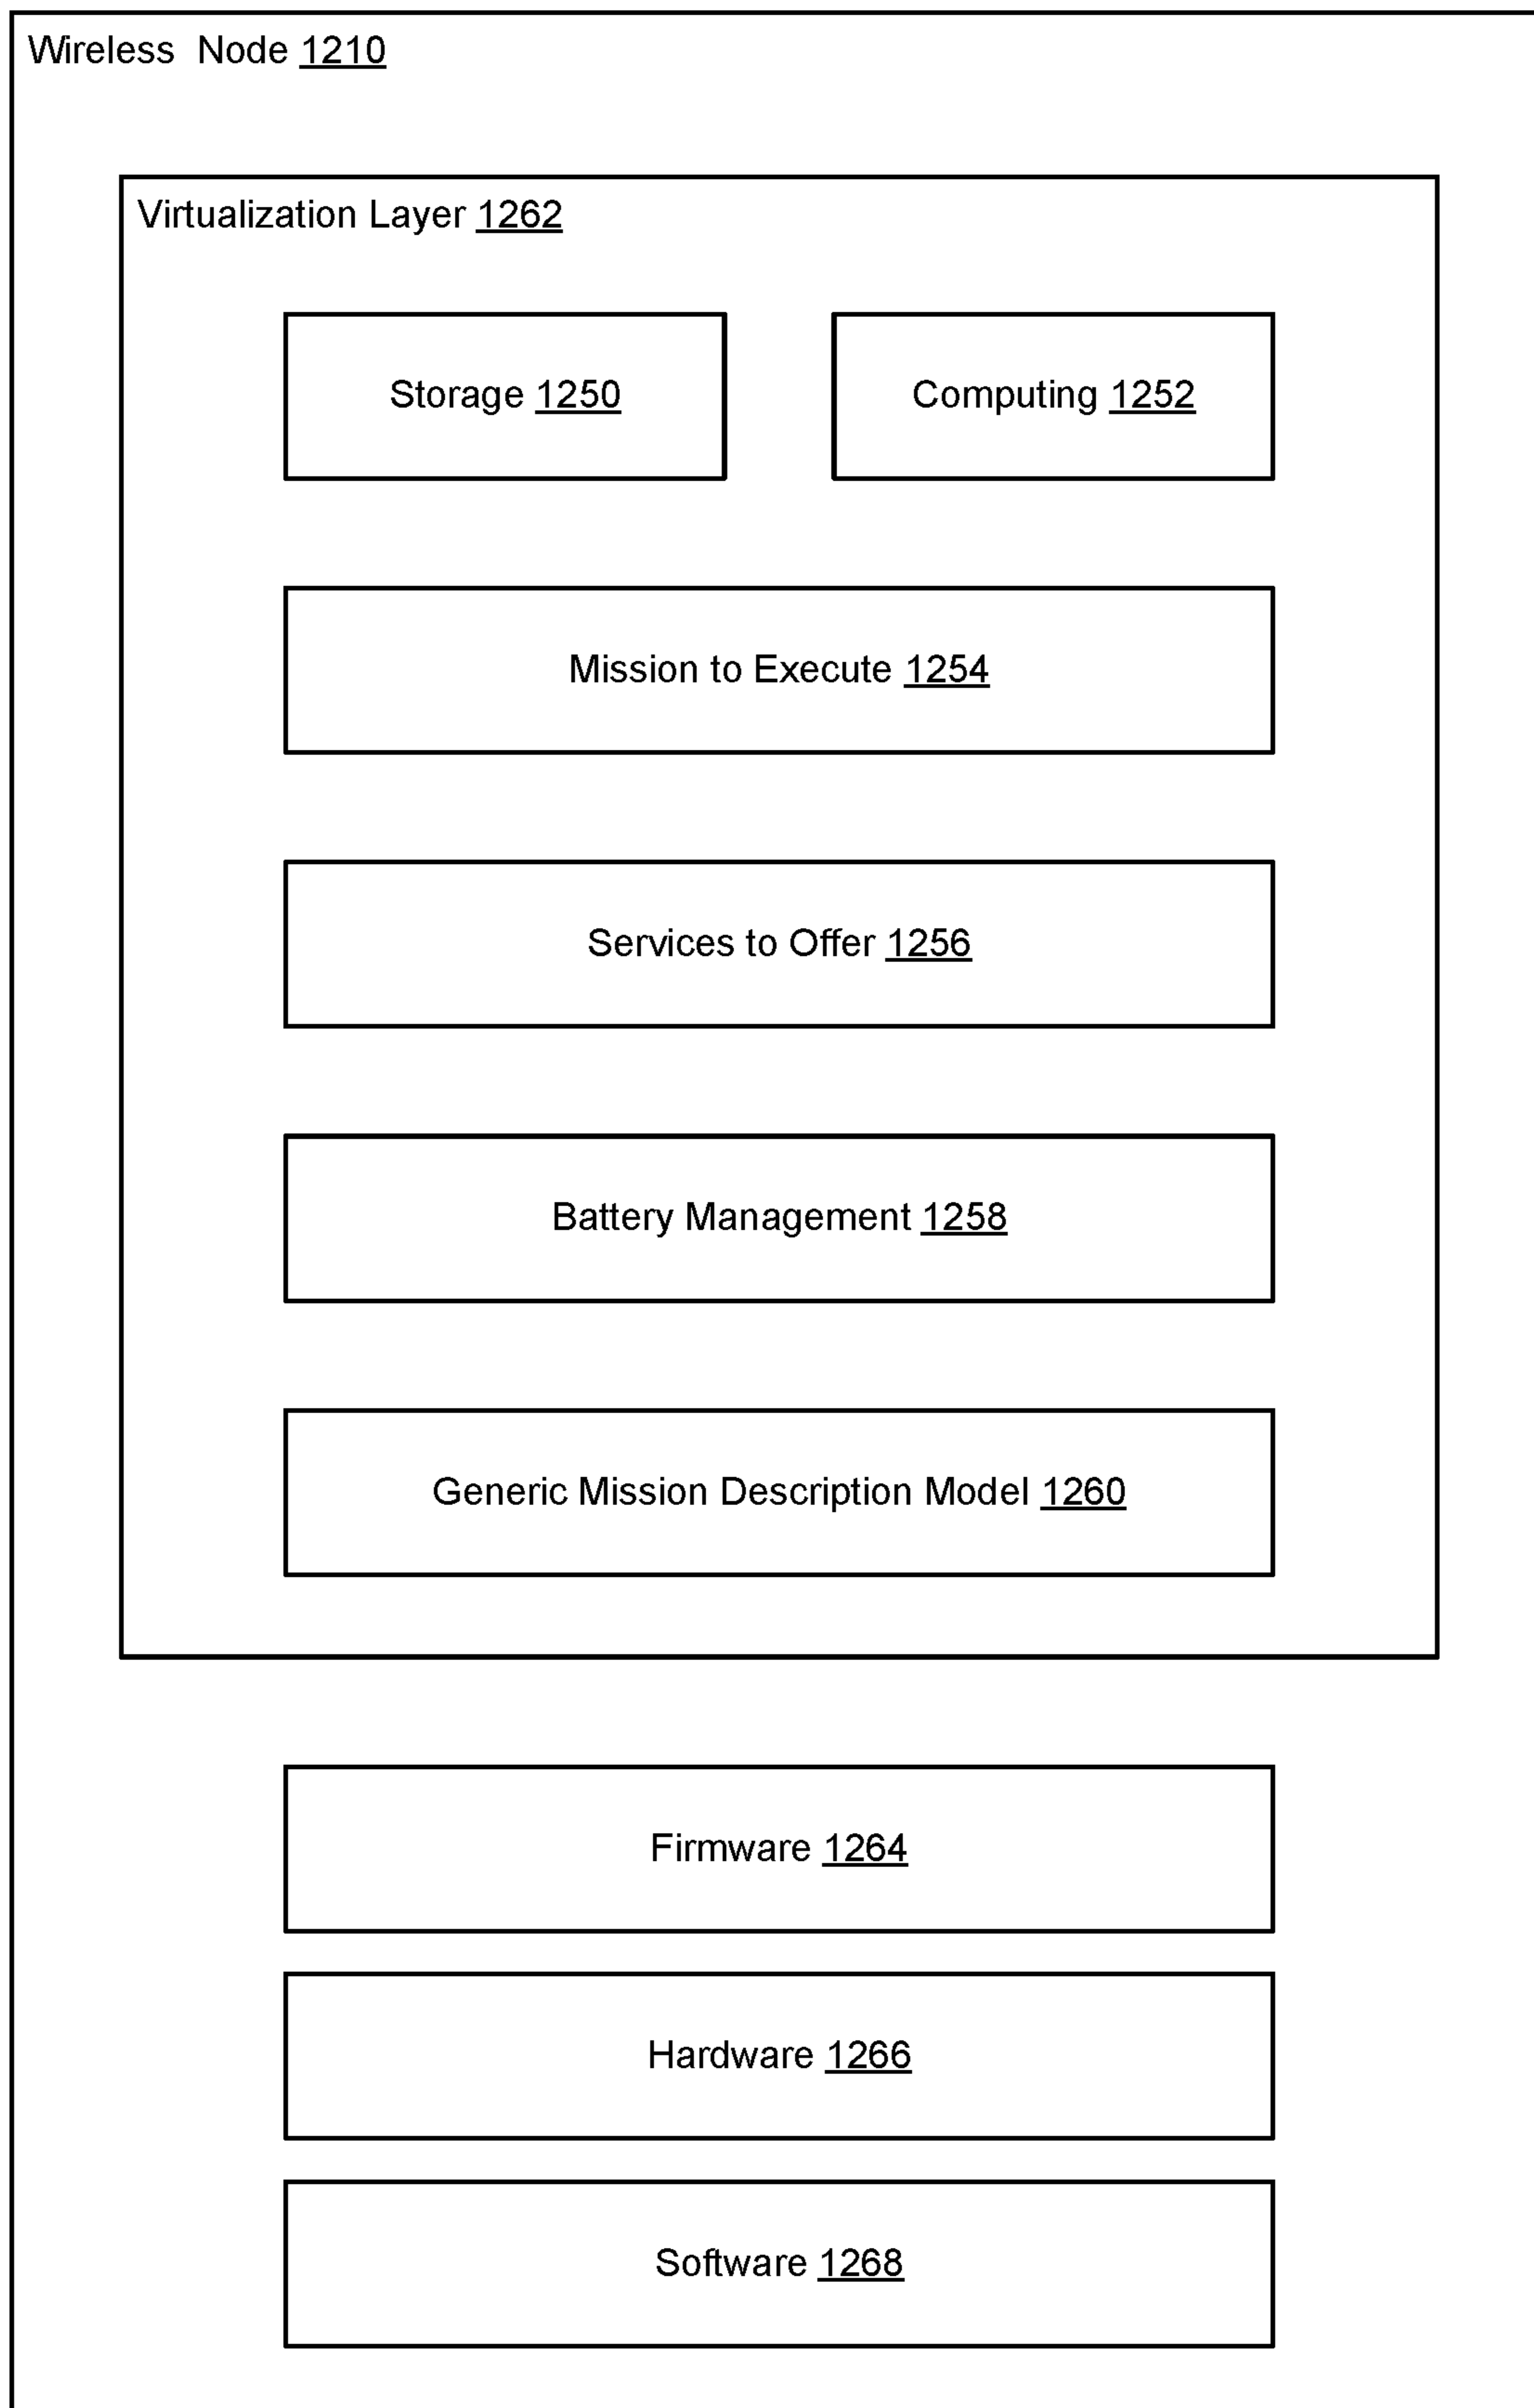 Wireless Node 1210
Virtualization Layer 1262
Storage 1250
Computing 1252
Mission to Execute 1254
Services to Offer 1256
Battery Management 1258
Generic Mission Description Model 1260
Firmware 1264
Hardware 1266
Software 1268